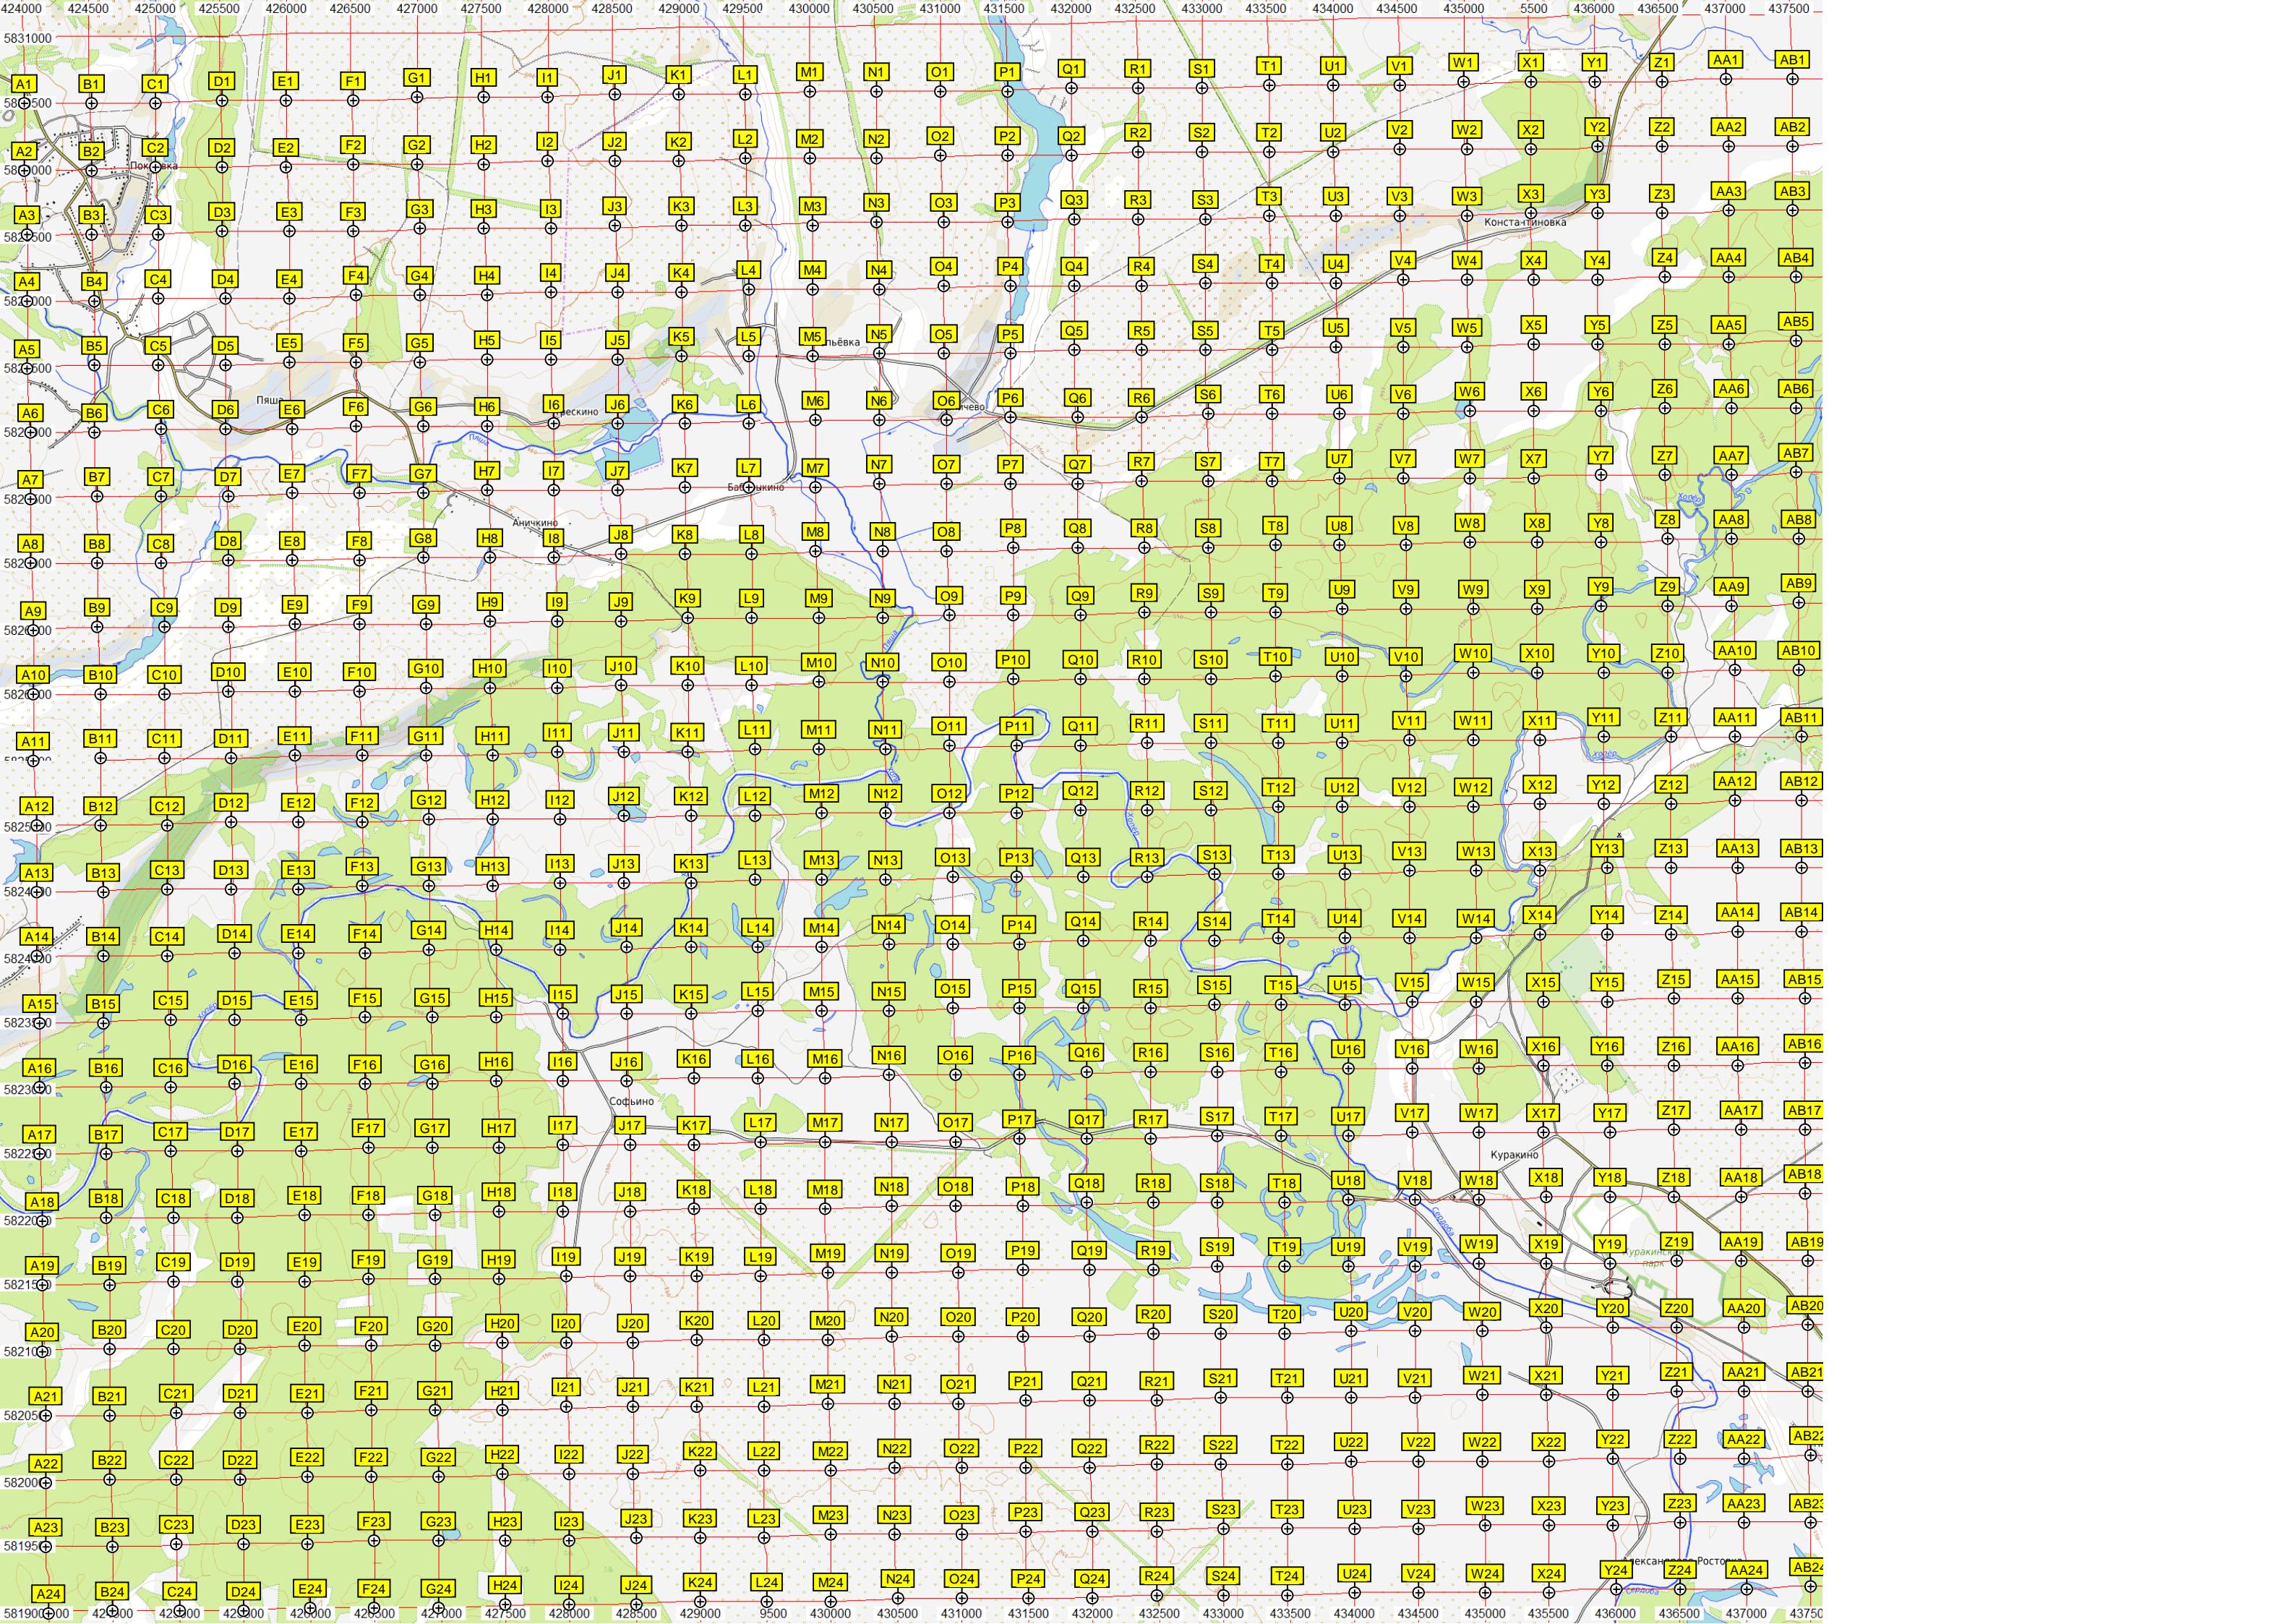 424000 424500 425000 425500 426000 426500 427000 427500 428000 428500 429000 429500 430000 430500 431000 431500 432000 432500 433000 433500 434000 434500 435000 5500 436000 436500 437000 437500
5831000
A1 B1 C1 D1 E1 F1 G1 H1 I1 J1 K1 L1 M1 N1 O1 P1 Q1 R1 S1 T1 U1 V1 W1 X1 Y1 Z1 AA1 AB1
A2 B2 C2 D2 E2 F2 G2 H2 I2 J2 K2 L2 M2 N2 O2 P2 Q2 R2 S2 T2 U2 V2 W2 X2 Y2 Z2 AA2 AB2
A3 B3 C3 D3 E3 F3 G3 H3 I3 J3 K3 L3 M3 N3 O3 P3 Q3 R3 S3 T3 U3 V3 W3 X3 Y3 Z3 AA3 AB3
Константиновка
A4 B4 C4 D4 E4 F4 G4 H4 I4 J4 K4 L4 M4 N4 O4 P4 Q4 R4 S4 T4 U4 V4 W4 X4 Y4 Z4 AA4 AB4
A5 B5 C5 D5 E5 F5 G5 H5 I5 J5 K5 L5 M5 N5 O5 P5 Q5 R5 S5 T5 U5 V5 W5 X5 Y5 Z5 AA5 AB5
Пяша
A6 B6 C6 D6 E6 F6 G6 H6 I6 J6 K6 L6 M6 N6 O6 P6 Q6 R6 S6 T6 U6 V6 W6 X6 Y6 Z6 AA6 AB6
Пяша
A7 B7 C7 D7 E7 F7 G7 H7 I7 J7 K7 L7 M7 N7 O7 P7 Q7 R7 S7 T7 U7 V7 W7 X7 Y7 Z7 AA7 AB7
Хопёр
Аничкино
A8 B8 C8 D8 E8 F8 G8 H8 I8 J8 K8 L8 M8 N8 O8 P8 Q8 R8 S8 T8 U8 V8 W8 X8 Y8 Z8 AA8 AB8
A9 B9 C9 D9 E9 F9 G9 H9 I9 J9 K9 L9 M9 N9 O9 P9 Q9 R9 S9 T9 U9 V9 W9 X9 Y9 Z9 AA9 AB9
Пяша
A10 B10 C10 D10 E10 F10 G10 H10 I10 J10 K10 L10 M10 N10 O10 P10 Q10 R10 S10 T10 U10 V10 W10 X10 Y10 Z10 AA10 AB10
A11 B11 C11 D11 E11 F11 G11 H11 I11 J11 K11 L11 M11 N11 O11 P11 Q11 R11 S11 T11 U11 V11 W11 X11 Y11 Z11 AA11 AB11
Хопёр
A12 B12 C12 D12 E12 F12 G12 H12 I12 J12 K12 L12 M12 N12 O12 P12 Q12 R12 S12 T12 U12 V12 W12 X12 Y12 Z12 AA12 AB12
Хопёр
A13 B13 C13 D13 E13 F13 G13 H13 I13 J13 K13 L13 M13 N13 O13 P13 Q13 R13 S13 T13 U13 V13 W13 X13 Y13 Z13 AA13 AB13
A14 B14 C14 D14 E14 F14 G14 H14 I14 J14 K14 L14 M14 N14 O14 P14 Q14 R14 S14 T14 U14 V14 W14 X14 Y14 Z14 AA14 AB14
Хопёр
A15 B15 C15 D15 E15 F15 G15 H15 I15 J15 K15 L15 M15 N15 O15 P15 Q15 R15 S15 T15 U15 V15 W15 X15 Y15 Z15 AA15 AB15
Хопёр
A16 B16 C16 D16 E16 F16 G16 H16 I16 J16 K16 L16 M16 N16 O16 P16 Q16 R16 S16 T16 U16 V16 W16 X16 Y16 Z16 AA16 AB16
Софьино
A17 B17 C17 D17 E17 F17 G17 H17 I17 J17 K17 L17 M17 N17 O17 P17 Q17 R17 S17 T17 U17 V17 W17 X17 Y17 Z17 AA17 AB17
Куракино
A18 B18 C18 D18 E18 F18 G18 H18 I18 J18 K18 L18 M18 N18 O18 P18 Q18 R18 S18 T18 U18 V18 W18 X18 Y18 Z18 AA18 AB18
Сердоба
A19 B19 C19 D19 E19 F19 G19 H19 I19 J19 K19 L19 M19 N19 O19 P19 Q19 R19 S19 T19 U19 V19 W19 X19 Y19 Z19 AA19 AB19
парк
A20 B20 C20 D20 E20 F20 G20 H20 I20 J20 K20 L20 M20 N20 O20 P20 Q20 R20 S20 T20 U20 V20 W20 X20 Y20 Z20 AA20 AB20
A21 B21 C21 D21 E21 F21 G21 H21 I21 J21 K21 L21 M21 N21 O21 P21 Q21 R21 S21 T21 U21 V21 W21 X21 Y21 Z21 AA21 AB21
A22 B22 C22 D22 E22 F22 G22 H22 I22 J22 K22 L22 M22 N22 O22 P22 Q22 R22 S22 T22 U22 V22 W22 X22 Y22 Z22 AA22 AB22
A23 B23 C23 D23 E23 F23 G23 H23 I23 J23 K23 L23 M23 N23 O23 P23 Q23 R23 S23 T23 U23 V23 W23 X23 Y23 Z23 AA23 AB23
A24 B24 C24 D24 E24 F24 G24 H24 I24 J24 K24 L24 M24 N24 O24 P24 Q24 R24 S24 T24 U24 V24 W24 X24 Y24 Z24 AA24 AB24
427500 428000 428500 429000 9500 430000 430500 431000 431500 432000 432500 433000 433500 434000 434500 435000 435500 436000 436500 437000 43750